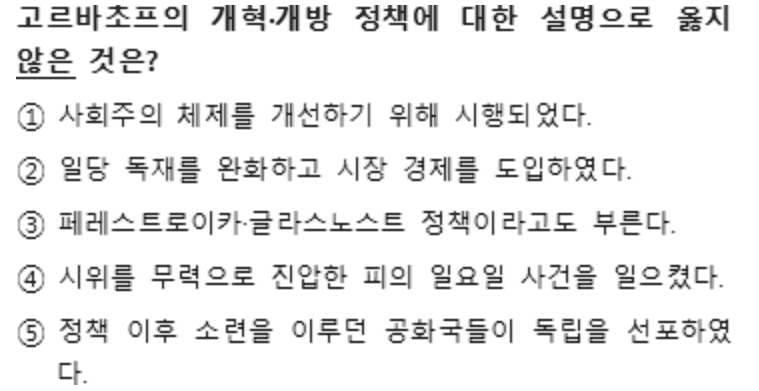 고르바초프의 개혁·개방 정책에 대한 설명으로 옳지
않은 것은?
① 사회주의 체제를 개선하기 위해 시행되었다.
② 일당 독재를 완화하고 시장 경제를 도입하였다.
③ 페레스트로이카·글라스노스트 정책이라고도 부른다.
④ 시위를 무력으로 진압한 피의 일요일 사건을 일으켰다.
⑤ 정책 이후 소련을 이루던 공화국들이 독립을 선포하였
다.